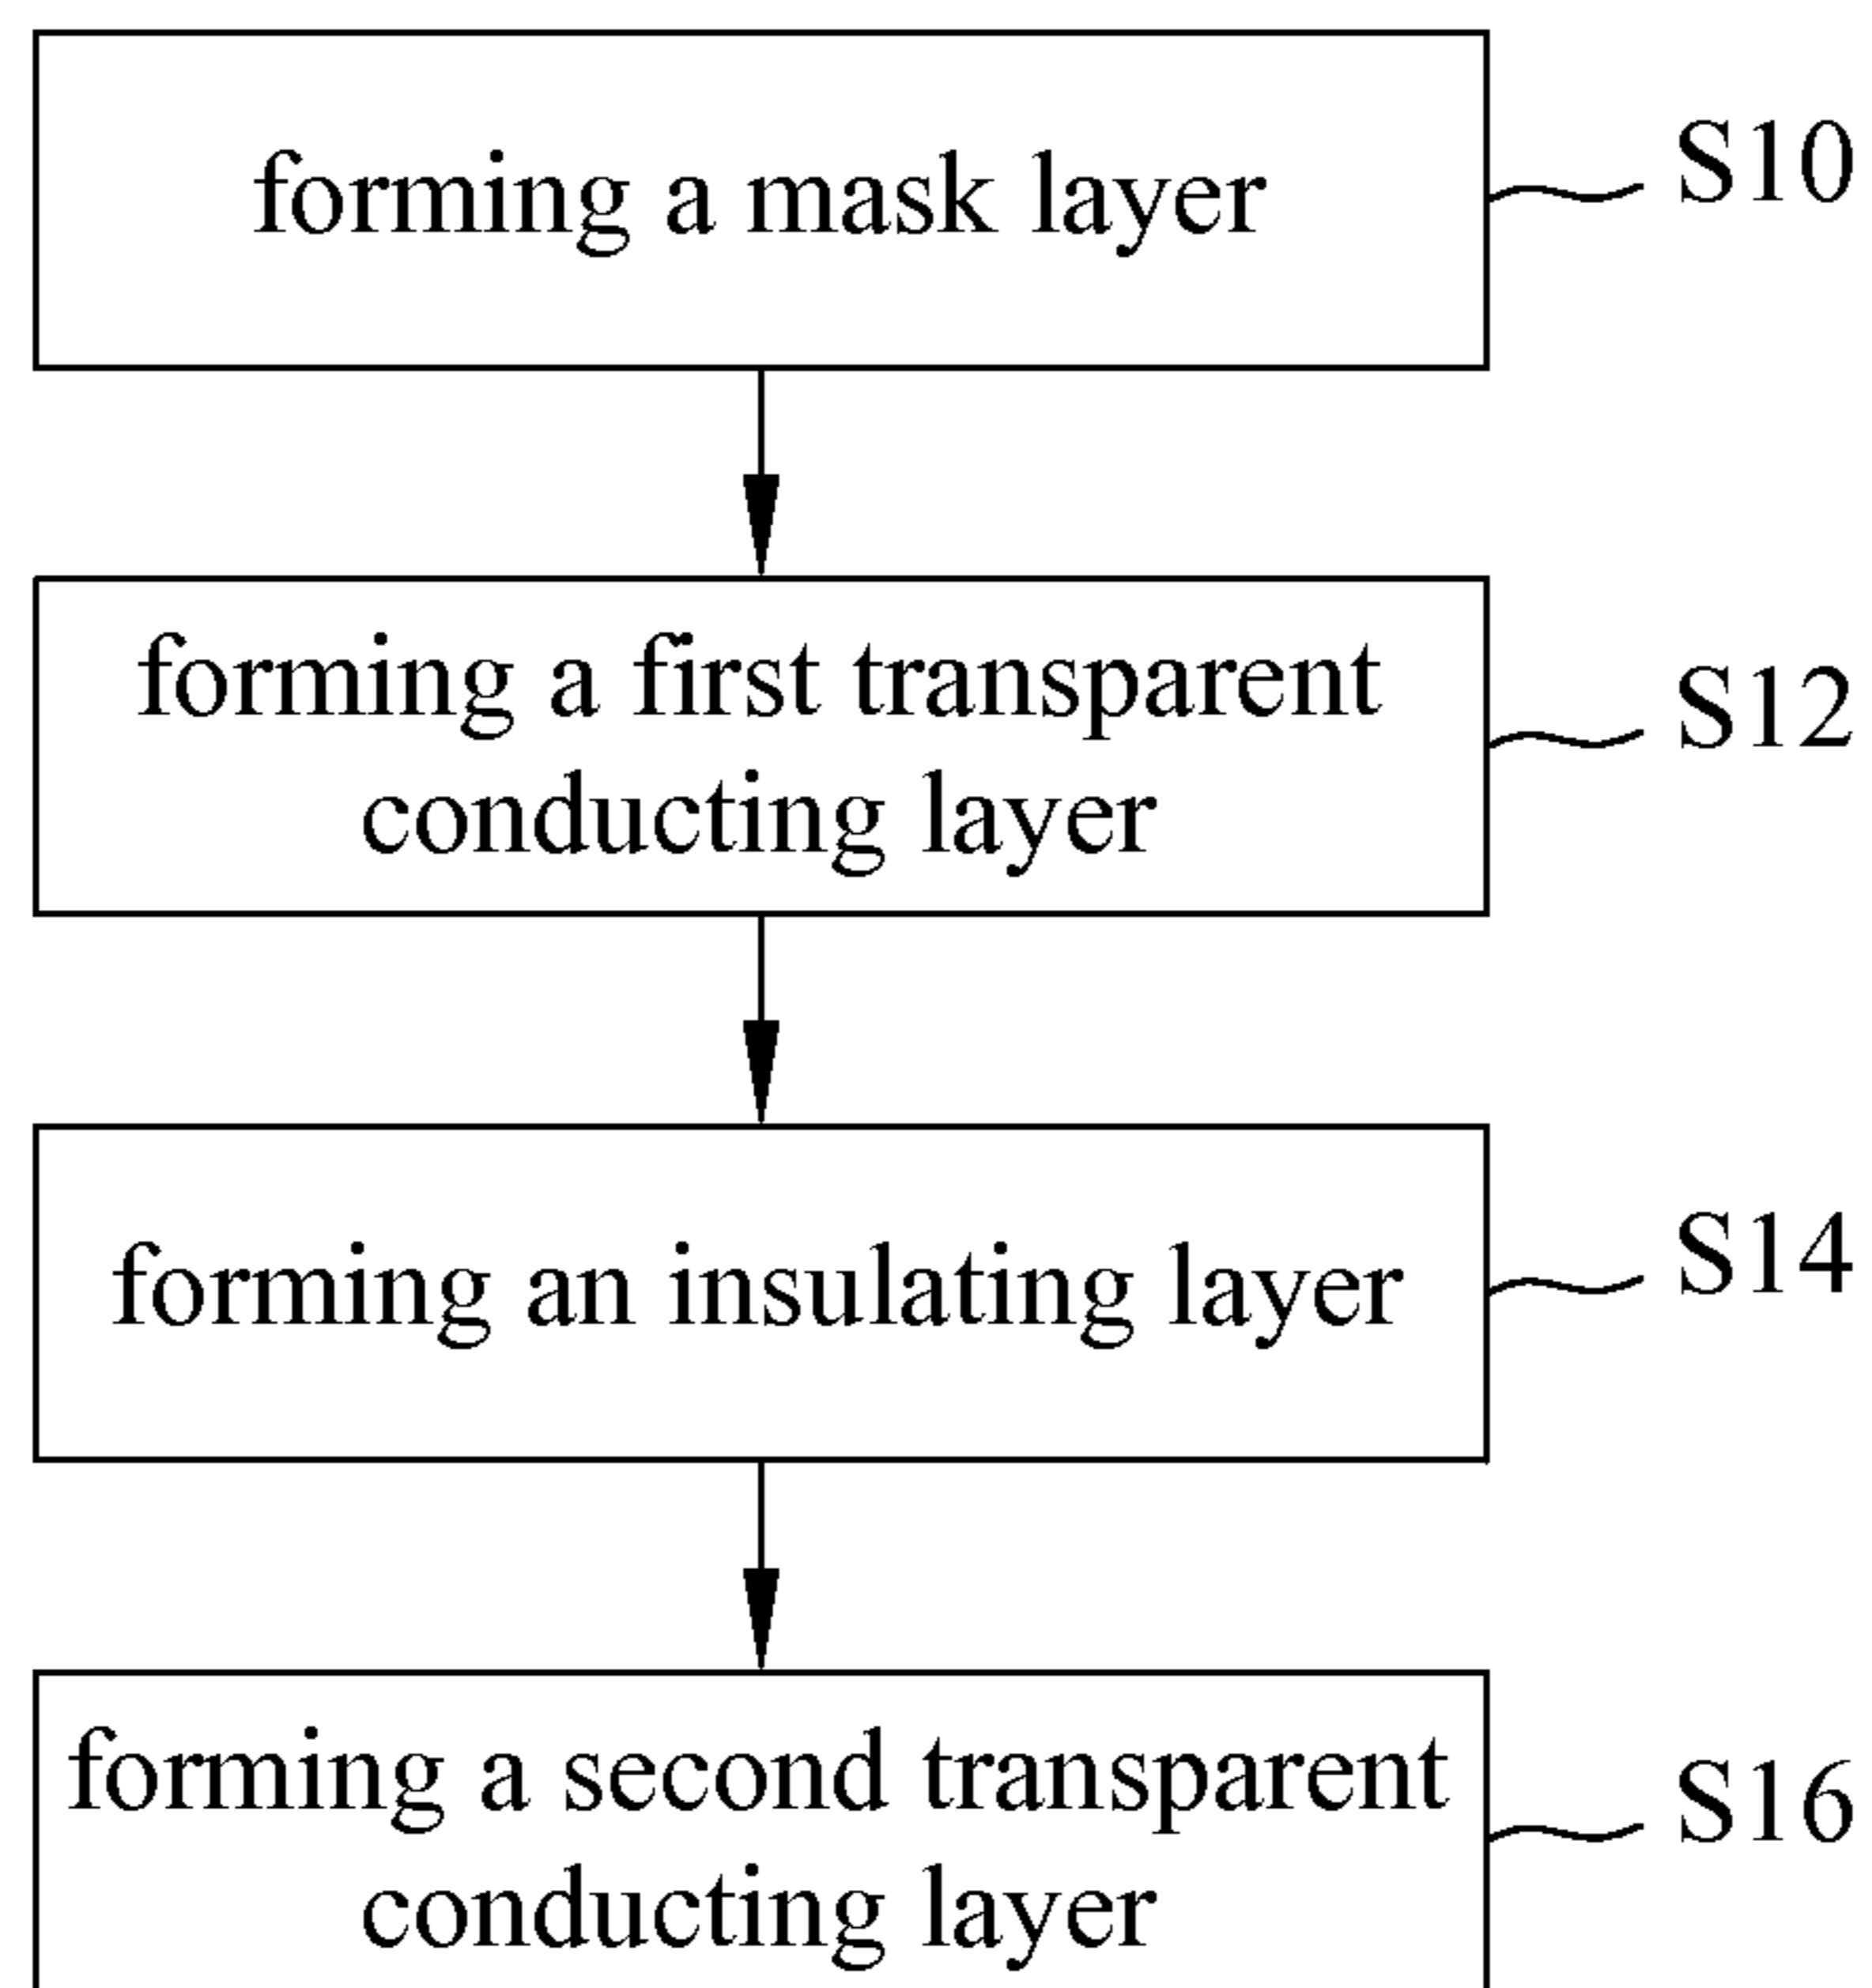 forming a mask layer
S10
forming a first transparent
conducting layer
S12
forming an insulating layer
S14
forming a second transparent
conducting layer
S16